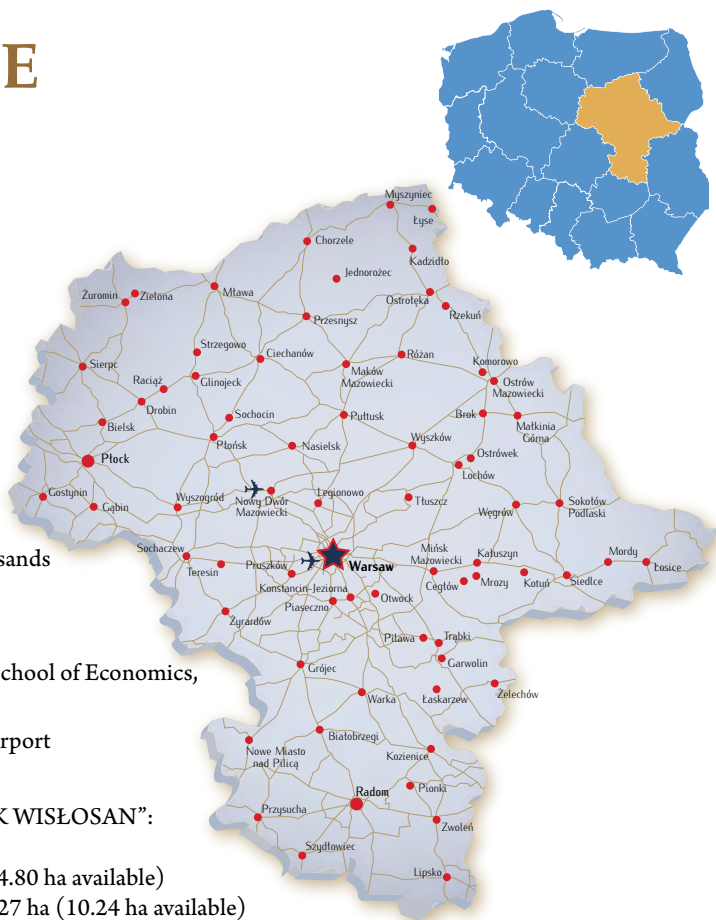 E
Myszyniec
Łyse
Chorzele
Kadzidło
Jednorożec
Żuromin
Zielona
Mława
Ostrołęka
Rzekuń
Przesnysz
Strzegowo
Ciechanów
Różan
Sierpc
Maków
Mazowiecki
Komorowo
Ostrów
Mazowiecki
Raciąż
Glinojeck
Drobin
Sochocin
Pułtusk
Brok
Małkinia
Górna
Bielsk
Płońsk
Nasielsk
Wyszków
Ostrówek
Łochów
Płock
Gostynin
Gąbin
Wyszogród
Nowy Dwór
Mazowiecki
Legionowo
Tłuszcz
Węgrów
Sokołów
Podlaski
Sochaczew
Teresin
Pruszków
Warsaw
Mińsk
Mazowiecki
Kałuszyn
Mordy
Łosice
Cegłów
Mrozy
Kotuń
Siedlce
Konstancin-Jeziorna
Piaseczno
Otwock
Żyrardów
Piława
Trąbki
Garwolin
Grójec
Łaskarzew
Żelechów
Warka
Białobrzegi
Nowe Miasto
nad Pilicą
Kozienice
Radom
Pionki
Przysucha
Zwoleń
Szydłowiec
Lipsko
sands
chool of Economics,
rport
K WISŁOSAN”:
4.80 ha available)
27 ha (10.24 ha available)